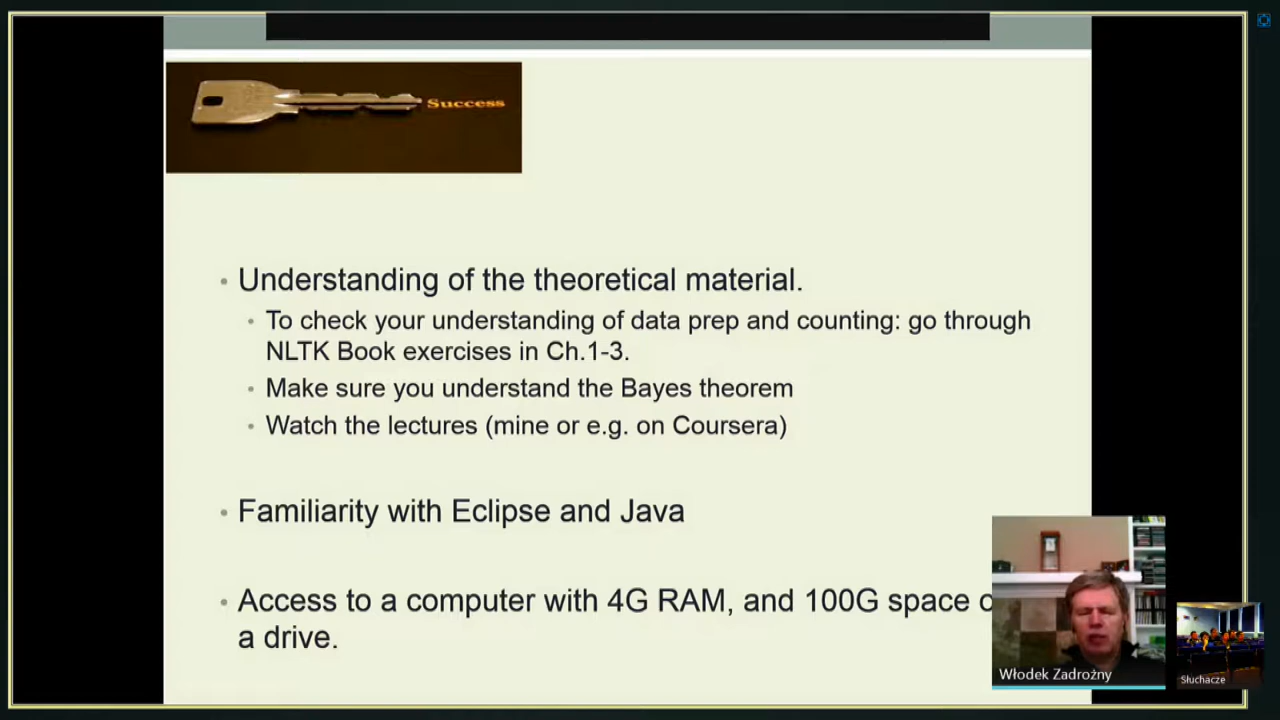 Success
Understanding of the theoretical material.
To check your understanding of data prep and counting: go through
NLTK Book exercises in Ch.1-3.
Make sure you understand the Bayes theorem
Watch the lectures (mine or e.g. on Coursera)
Familiarity with Eclipse and Java
Access to a computer with 4G RAM, and 100G space
a drive.
Włodek Zadrożny
Słuchacze